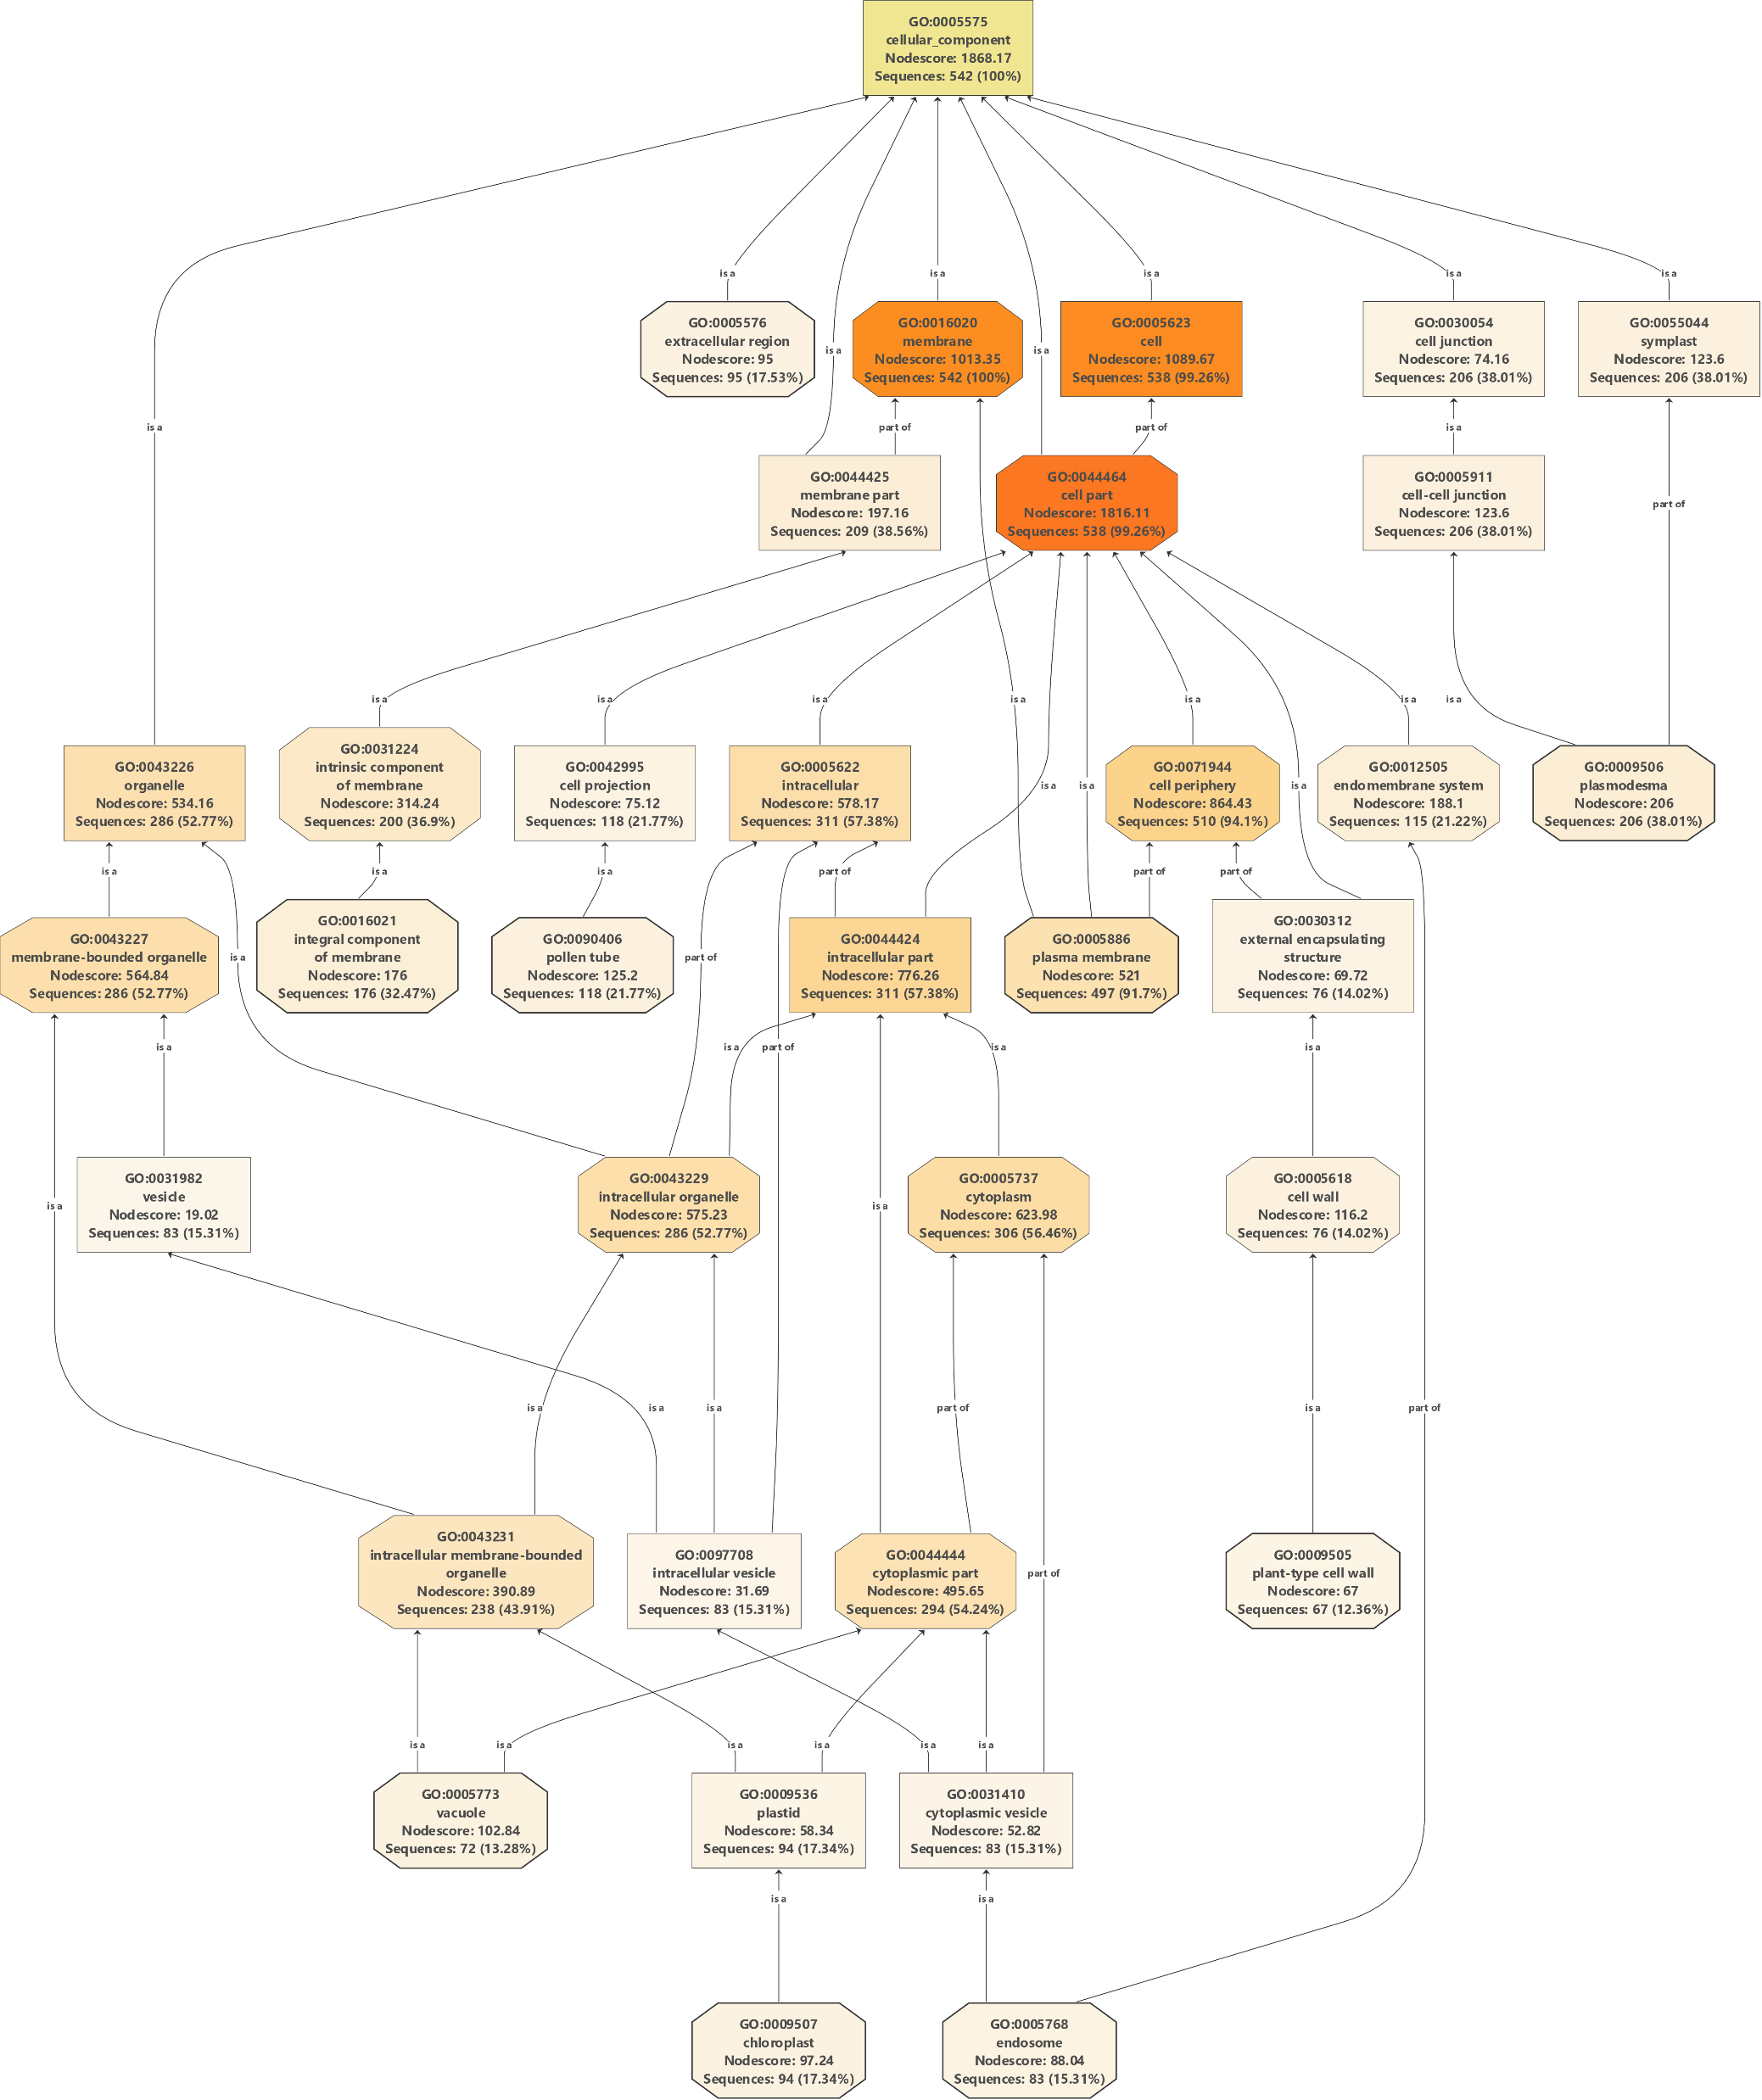 GO:0005575
cellular_component
Nodescore: 1868.17
Sequences: 542 (100%)
is a
is a
is a
is a
is a
GO:0005576
extracellular region
Nodescore: 95
Sequences: 95 (17.53%)
is a
GO:0016020
membrane
Nodescore: 1013.35
Sequences: 542 (100%)
is a
GO:0005623
cell
Nodescore: 1089.67
Sequences: 538 (99.26%)
GO:0030054
cell junction
Nodescore: 74.16
Sequences: 206 (38.01%)
GO:0055044
symplast
Nodescore: 123.6
Sequences: 206 (38.01%)
is a
part of
part of
is a
GO:0044425
membrane part
Nodescore: 197.16
Sequences: 209 (38.56%)
GO:0044464
cell part
Nodescore: 1816.11
Sequences: 538 (99.26%)
GO:0005911
cell-cell junction
Nodescore: 123.6
Sequences: 206 (38.01%)
part of
is a
is a
is a
is a
is a
is a
is a
GO:0043226
organelle
Nodescore: 534.16
Sequences: 286 (52.77%)
GO:0031224
intrinsic component
of membrane
Nodescore: 314.24
Sequences: 200 (36.9%)
GO:0042995
cell projection
Nodescore: 75.12
Sequences: 118 (21.77%)
GO:0005622
intracellular
Nodescore: 578.17
Sequences: 311 (57.38%)
is a
is a
GO:0071944
cell periphery
Nodescore: 864.43
Sequences: 510 (94.1%)
is a
GO:0012505
endomembrane system
Nodescore: 188.1
Sequences: 115 (21.22%)
GO:0009506
plasmodesma
Nodescore: 206
Sequences: 206 (38.01%)
is a
is a
is a
part of
part of
part of
GO:0043227
membrane-bounded organelle
Nodescore: 564.84
Sequences: 286 (52.77%)
is a
GO:0016021
integral component
of membrane
Nodescore: 176
Sequences: 176 (32.47%)
GO:0090406
pollen tube
Nodescore: 125.2
Sequences: 118 (21.77%)
part of
GO:0044424
intracellular part
Nodescore: 776.26
Sequences: 311 (57.38%)
GO:0005886
plasma membrane
Nodescore: 521
Sequences: 497 (91.7%)
GO:0030312
external encapsulating
structure
Nodescore: 69.72
Sequences: 76 (14.02%)
is a
is a
part of
is a
is a
is a
GO:0031982
vesicle
Nodescore: 19.02
Sequences: 83 (15.31%)
GO:0043229
intracellular organelle
Nodescore: 575.23
Sequences: 286 (52.77%)
is a
GO:0005737
cytoplasm
Nodescore: 623.98
Sequences: 306 (56.46%)
GO:0005618
cell wall
Nodescore: 116.2
Sequences: 76 (14.02%)
is a
is a
is a
part of
is a
part of
GO:0043231
intracellular membrane-bounded
organelle
Nodescore: 390.89
Sequences: 238 (43.91%)
GO:0097708
intracellular vesicle
Nodescore: 31.69
Sequences: 83 (15.31%)
GO:0044444
cytoplasmic part
Nodescore: 495.65
Sequences: 294 (54.24%)
part of
GO:0009505
plant-type cell wall
Nodescore: 67
Sequences: 67 (12.36%)
is a
is a
is a
is a
is a
is a
GO:0005773
vacuole
Nodescore: 102.84
Sequences: 72 (13.28%)
GO:0009536
plastid
Nodescore: 58.34
Sequences: 94 (17.34%)
GO:0031410
cytoplasmic vesicle
Nodescore: 52.82
Sequences: 83 (15.31%)
is a
is a
GO:0009507
chloroplast
Nodescore: 97.24
Sequences: 94 (17.34%)
GO:0005768
endosome
Nodescore: 88.04
Sequences: 83 (15.31%)